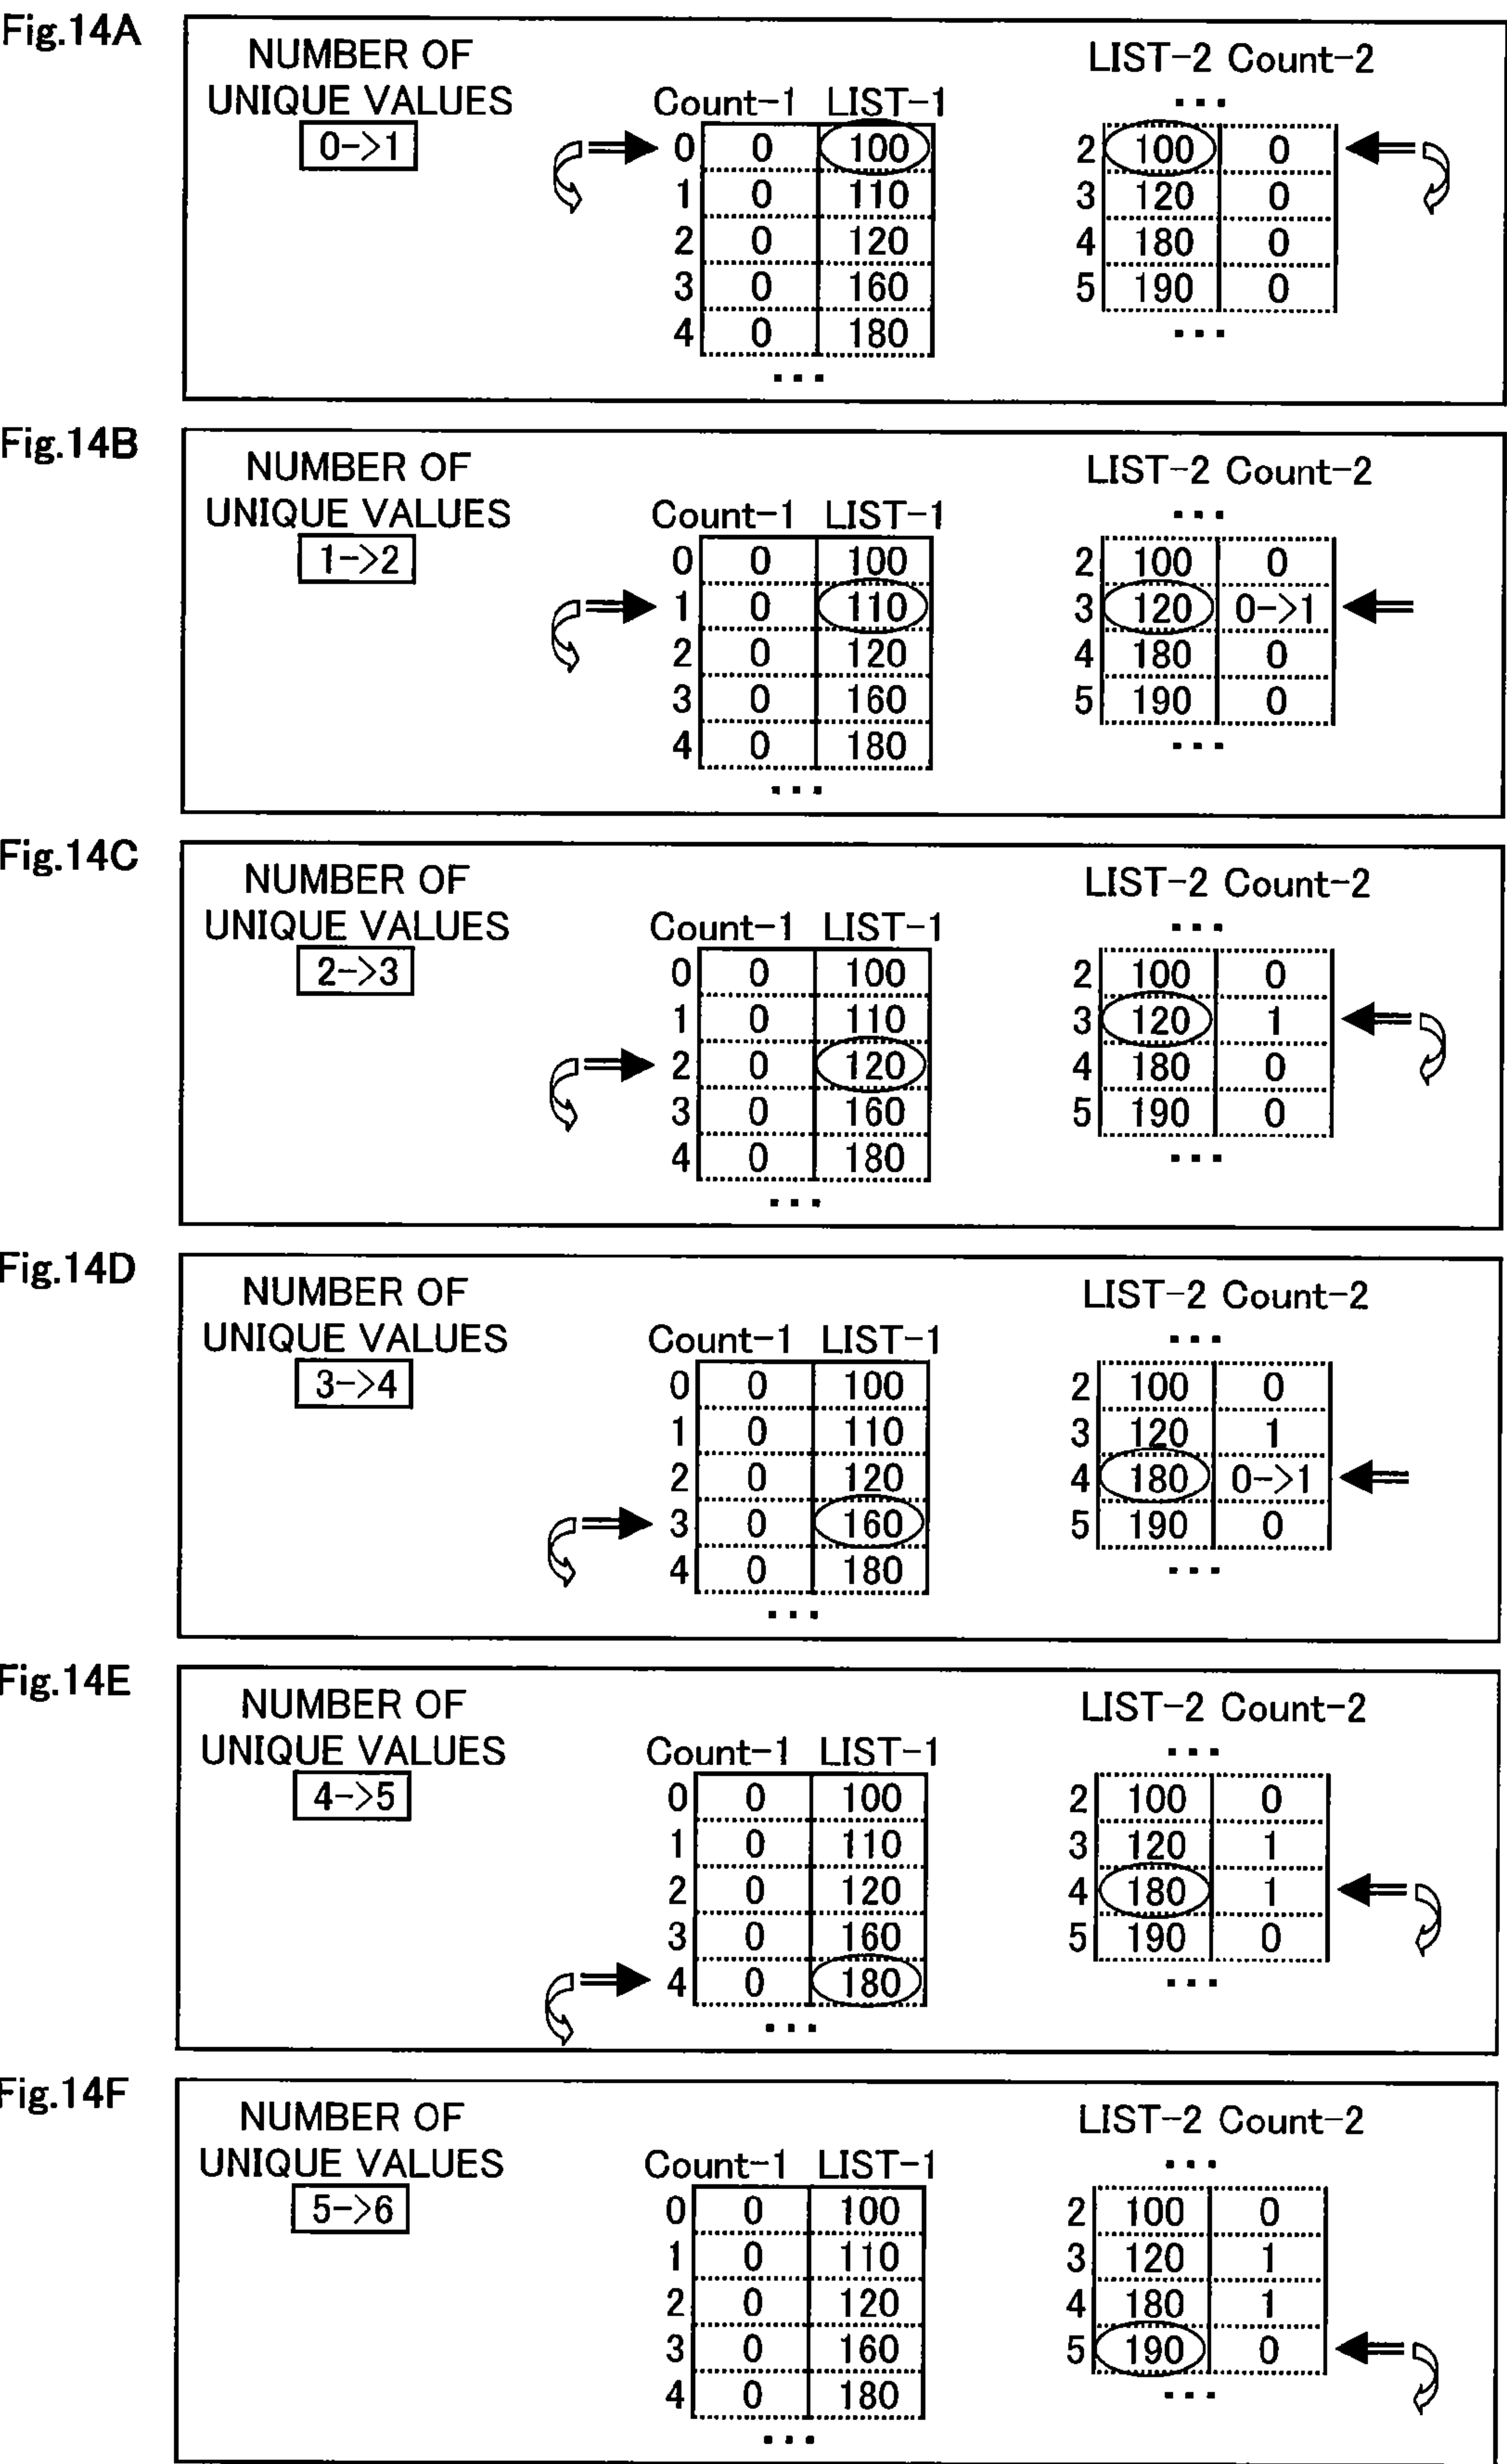 Fig.14A
NUMBER OF
UNIQUE VALUES
0->1
Count-1 LIST-1
0 0 100
1 0 110
2 0 120
3 0 160
4 0 180
...
LIST-2 Count-2
...
2 100 0
3 120 0
4 180 0
5 190 0
...
Fig.14B
NUMBER OF
UNIQUE VALUES
1->2
Count-1 LIST-1
0 0 100
1 0 110
2 0 120
3 0 160
4 0 180
...
LIST-2 Count-2
...
2 100 0
3 120 0->1
4 180 0
5 190 0
...
Fig.14C
NUMBER OF
UNIQUE VALUES
2->3
Count-1 LIST-1
0 0 100
1 0 110
2 0 120
3 0 160
4 0 180
...
LIST-2 Count-2
...
2 100 0
3 120 1
4 180 0
5 190 0
...
Fig.14D
NUMBER OF
UNIQUE VALUES
3->4
Count-1 LIST-1
0 0 100
1 0 110
2 0 120
3 0 160
4 0 180
...
LIST-2 Count-2
...
2 100 0
3 120 1
4 180 0->1
5 190 0
...
Fig.14E
NUMBER OF
UNIQUE VALUES
4->5
Count-1 LIST-1
0 0 100
1 0 110
2 0 120
3 0 160
4 0 180
...
LIST-2 Count-2
...
2 100 0
3 120 1
4 180 1
5 190 0
...
Fig.14F
NUMBER OF
UNIQUE VALUES
5->6
Count-1 LIST-1
0 0 100
1 0 110
2 0 120
3 0 160
4 0 180
...
LIST-2 Count-2
...
2 100 0
3 120 1
4 180 1
5 190 0
...